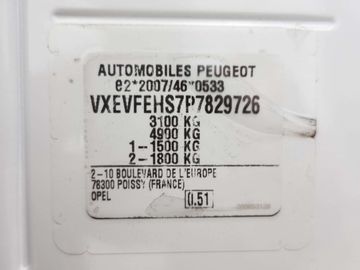 AUTOMOBILES PEUGEOT
e2*2007/46*0533
VXEVFEHS7P7829726
3100 KG
4990 KG
1-1500 KG
2-1800 KG
2-10 BOULEVARD DE L'EUROPE
78300 POISSY (FRANCE)
OPEL
0.51